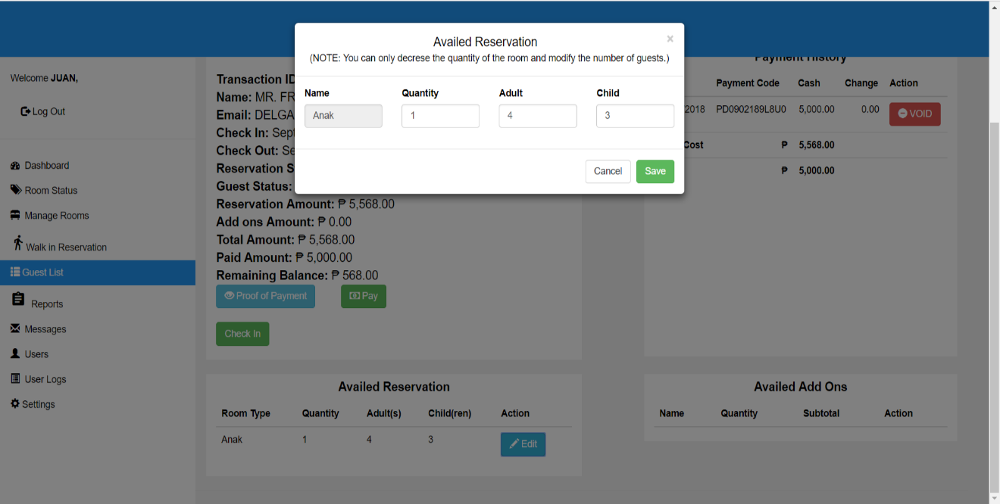 Availed Reservation
×
(NOTE: You can only decrese the quantity of the room and modify the number of guests.)
Name Quantity Adult Child
Anak 1 4 3
Cancel Save
Welcome JUAN,
Log Out
Dashboard
Room Status
Manage Rooms
Walk in Reservation
Guest List
Reports
Messages
Users
User Logs
Settings
Transaction ID
Name: MR. FR
Email: DELGA
Check In: Sept
Check Out: Se
Reservation S
Guest Status:
Reservation Amount: ₱ 5,568.00
Add ons Amount: ₱ 0.00
Total Amount: ₱ 5,568.00
Paid Amount: ₱ 5,000.00
Remaining Balance: ₱ 568.00
Proof of Payment Pay
Check In
Payment History
Payment Code Cash Change Action
2018 PD0902189L8U0 5,000.00 0.00 VOID
Cost ₱ 5,568.00
₱ 5,000.00
Availed Reservation
Room Type Quantity Adult(s) Child(ren) Action
Anak 1 4 3 Edit
Availed Add Ons
Name Quantity Subtotal Action